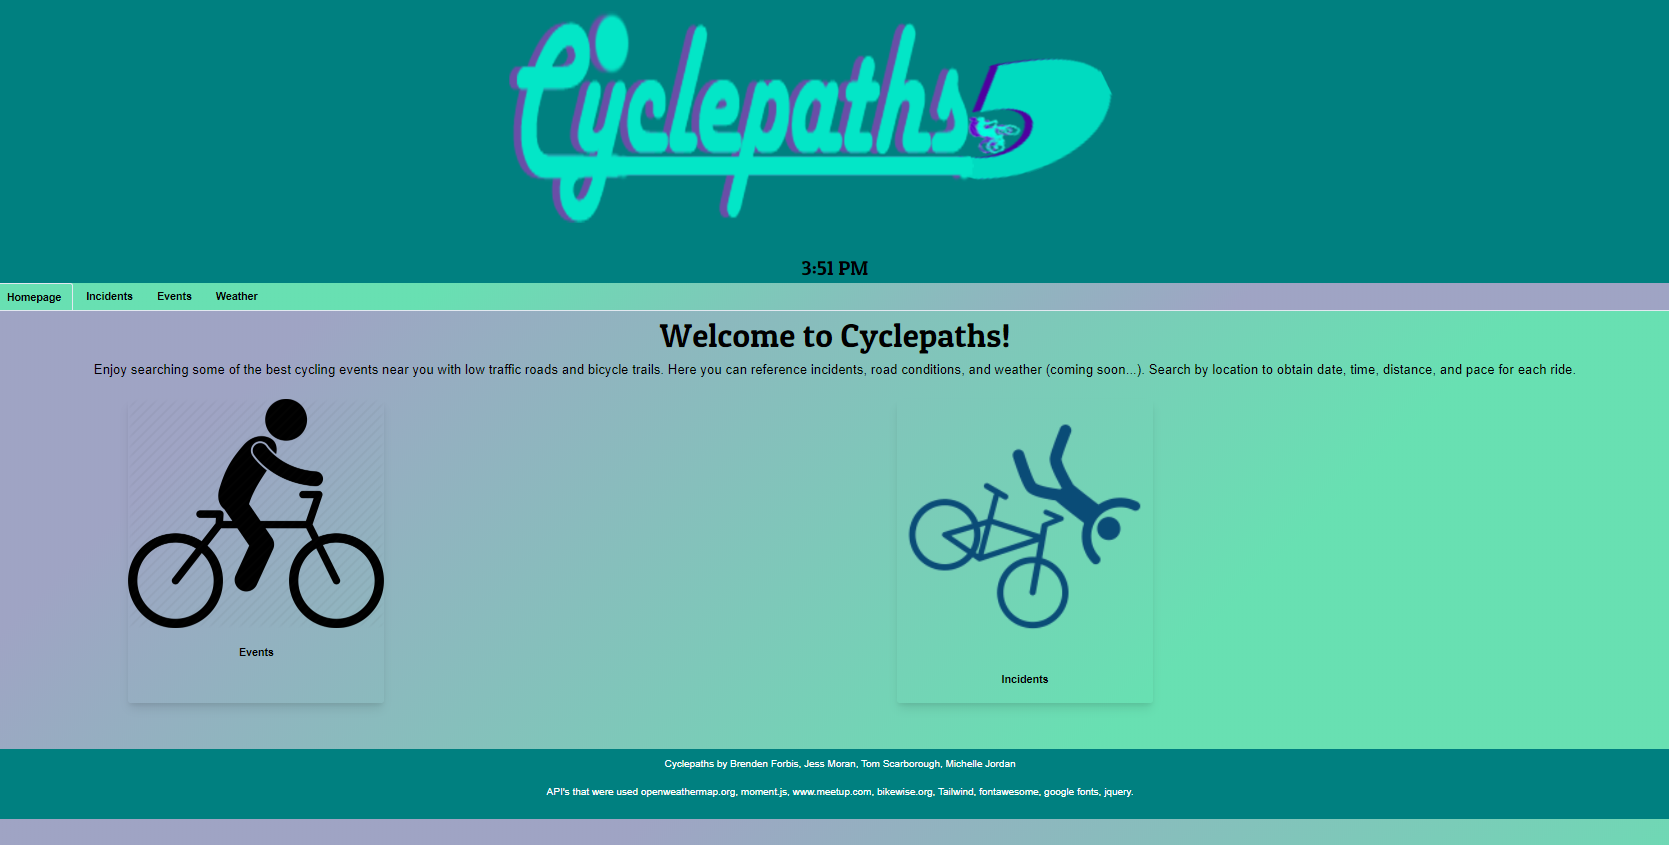 Cyclepaths
3:51 PM
Homepage Incidents Events Weather
Welcome to Cyclepaths!
Enjoy searching some of the best cycling events near you with low traffic roads and bicycle trails. Here you can reference incidents, road conditions, and weather (coming soon...). Search by location to obtain date, time, distance, and pace for each ride.
Events
Incidents
Cyclepaths by Brenden Forbis, Jess Moran, Tom Scarborough, Michelle Jordan
API's that were used openweathermap.org, moment.js, www.meetup.com, bikewise.org, Tailwind, fontawesome, google fonts, jquery.